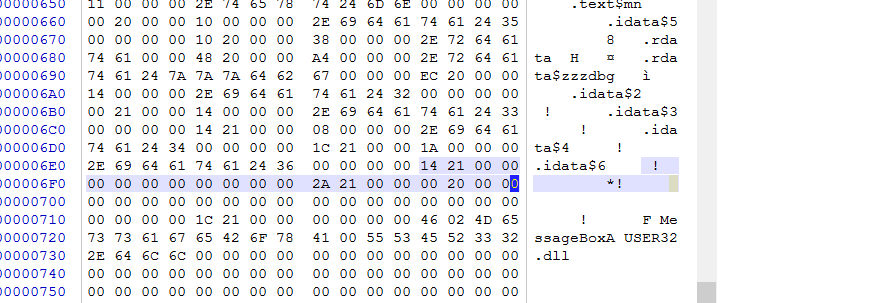 00000650 11 00 00 00 2E 74 65 78 74 24 6D 6E 00 00 00 00 .text$mn
00000660 00 20 00 00 10 00 00 00 2E 69 64 61 74 61 24 35 .idata$5
00000670 00 00 00 00 10 20 00 00 38 00 00 00 2E 72 64 61 8 .rda
00000680 74 61 00 00 48 20 00 00 A4 00 00 00 2E 72 64 61 ta H ¤ .rda
00000690 74 61 24 7A 7A 7A 64 62 67 00 00 00 EC 20 00 00 ta$zzzdbg ì
000006A0 14 00 00 00 2E 69 64 61 74 61 24 32 00 00 00 00 .idata$2
000006B0 00 21 00 00 14 00 00 00 2E 69 64 61 74 61 24 33 ! .idata$3
000006C0 00 00 00 00 14 21 00 00 08 00 00 00 2E 69 64 61 ! .ida
000006D0 74 61 24 34 00 00 00 00 1C 21 00 00 1A 00 00 00 ta$4 !
000006E0 2E 69 64 61 74 61 24 36 00 00 00 00 14 21 00 00 .idata$6 !
000006F0 00 00 00 00 00 00 00 00 2A 21 00 00 00 20 00 00 *!
00000700 00 00 00 00 00 00 00 00 00 00 00 00 00 00 00 00
00000710 00 00 00 00 1C 21 00 00 00 00 00 00 46 02 4D 65 ! F Me
00000720 73 73 61 67 65 42 6F 78 41 00 55 53 45 52 33 32 ssageBoxA USER32
00000730 2E 64 6C 6C 00 00 00 00 00 00 00 00 00 00 00 00 .dll
00000740 00 00 00 00 00 00 00 00 00 00 00 00 00 00 00 00
00000750 00 00 00 00 00 00 00 00 00 00 00 00 00 00 00 00